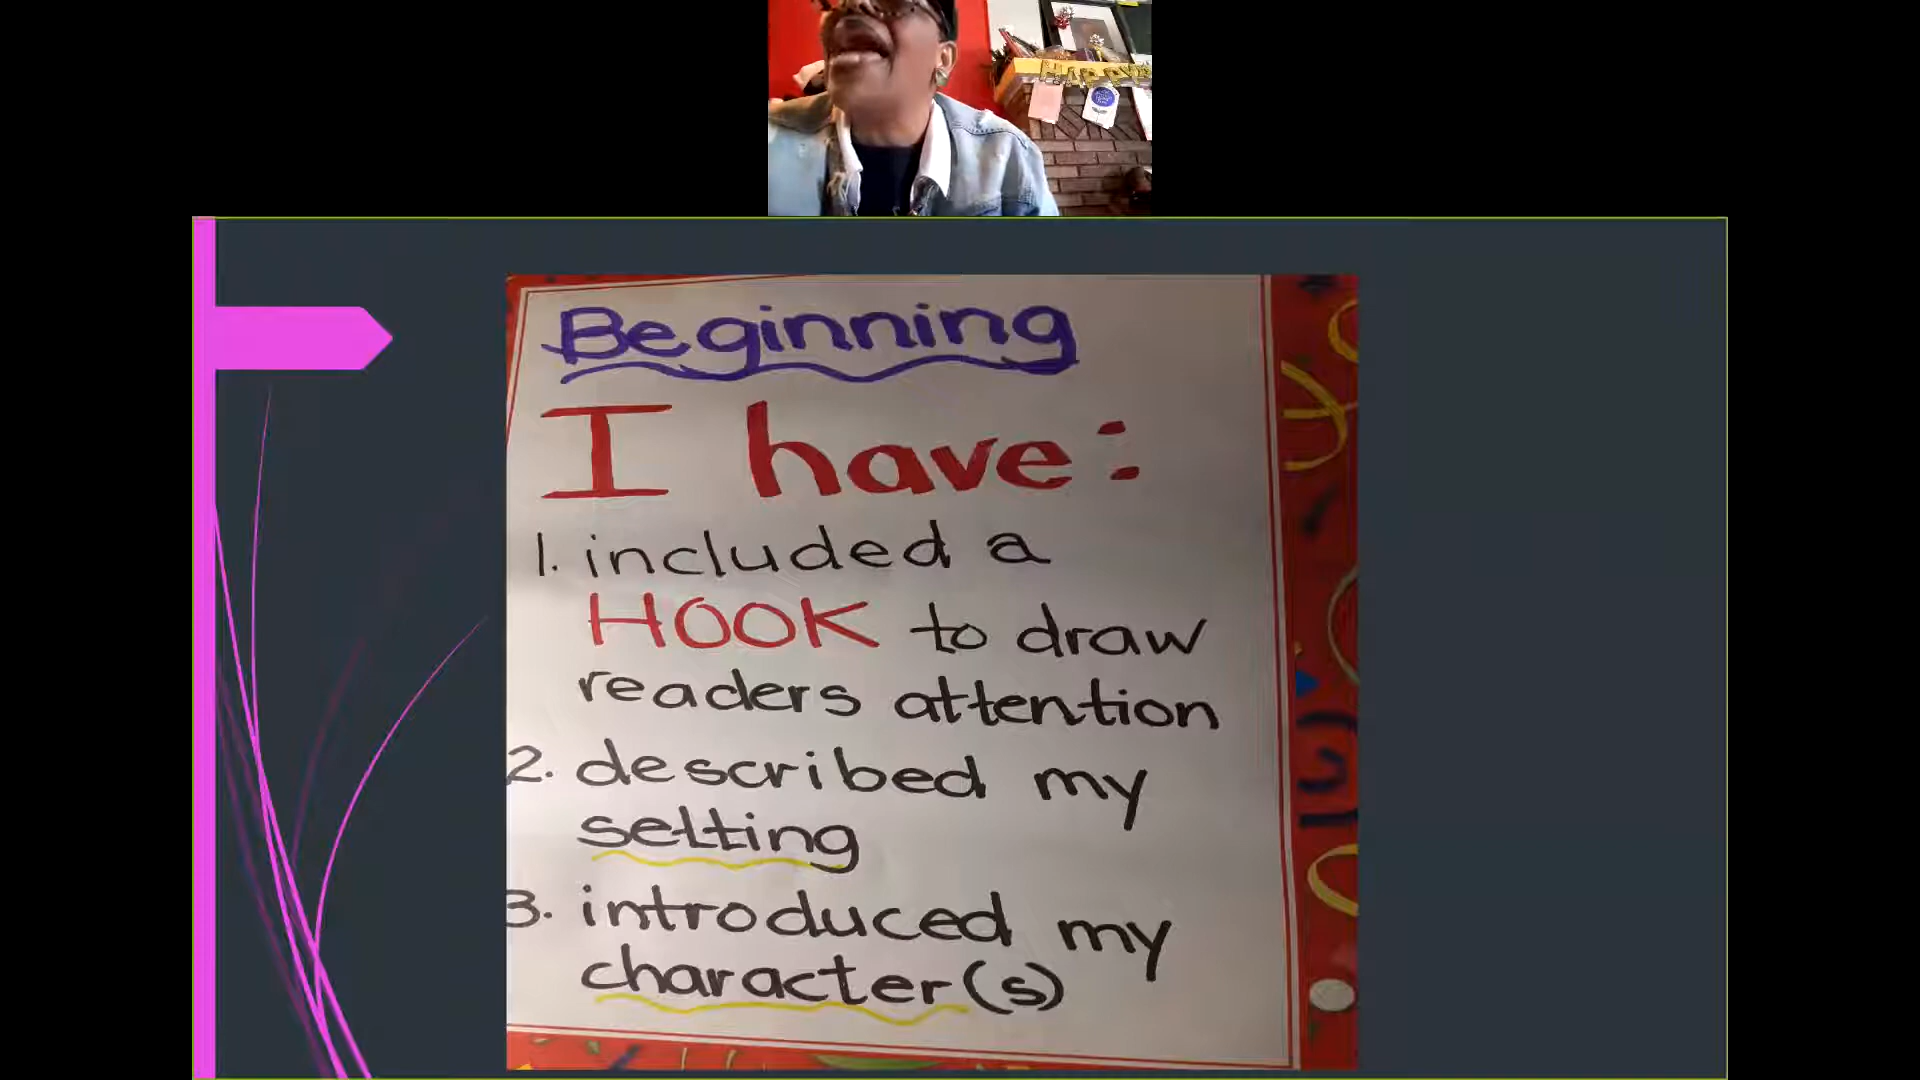 Beginning
I have:
1. included a
HOOK to draw
readers attention
2. described my
setting
3. introduced my
character(s)